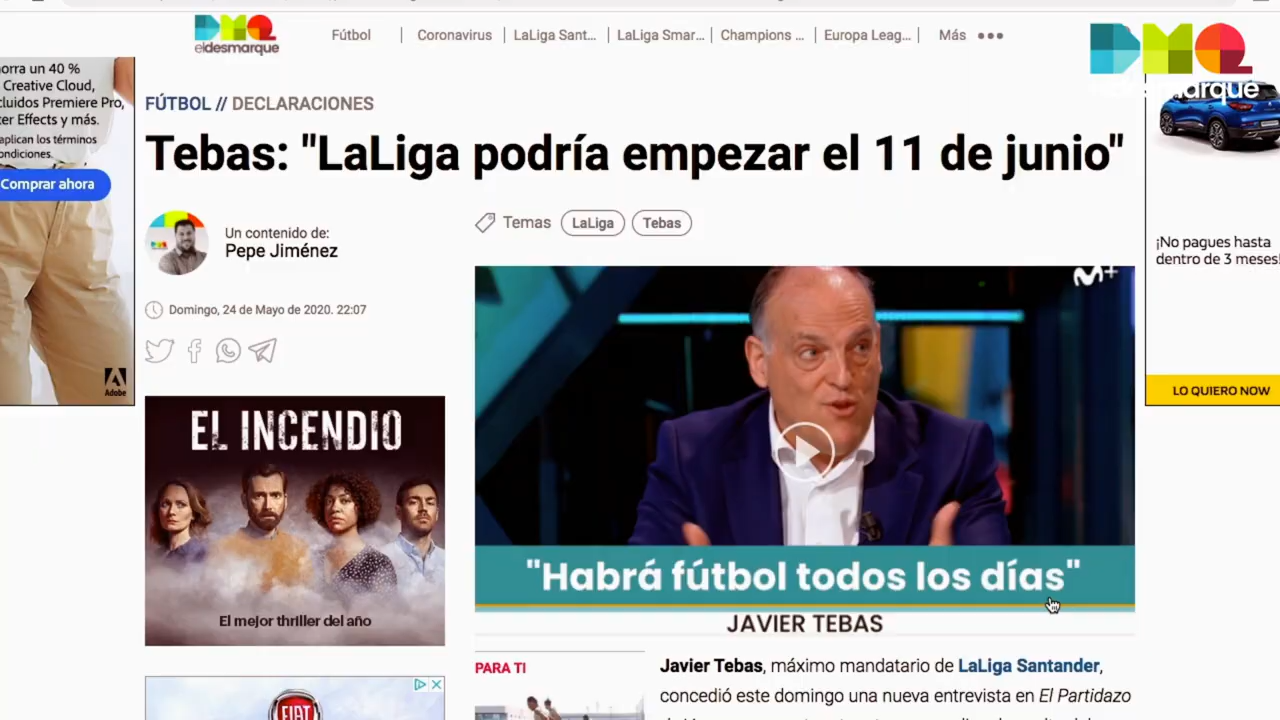 DMQ
eldesmarque
Fútbol
Coronavirus
LaLiga Sant...
LaLiga Smar...
Champions ...
Europa Leag...
Más
DMQ
FÚTBOL // DECLARACIONES
Tebas: "LaLiga podría empezar el 11 de junio"
orra un 40 %
Creative Cloud,
cluidos Premiere Pro,
ter Effects y más.
aplican los términos
ondiciones.
Comprar ahora
Adobe
Un contenido de:
Pepe Jiménez
Temas
LaLiga
Tebas
Domingo, 24 de Mayo de 2020. 22:07
EL INCENDIO
El mejor thriller del año
FIAT
M+
"Habrá fútbol todos los días"
JAVIER TEBAS
PARA TI
Javier Tebas, máximo mandatario de LaLiga Santander,
concedió este domingo una nueva entrevista en El Partidazo
¡No pagues hasta
dentro de 3 meses!
LO QUIERO NOW